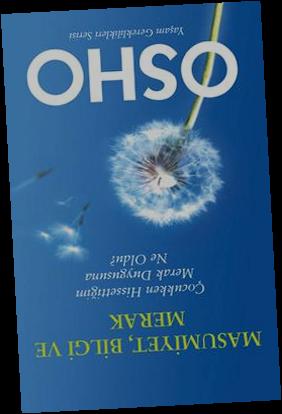 MASUMİYET, BİLGİ VE
MERAK
Çocukken Hissettiğim
Merak Duygusuna
Ne Oldu?
OSHO
Yaşam Gereklilikleri Serisi